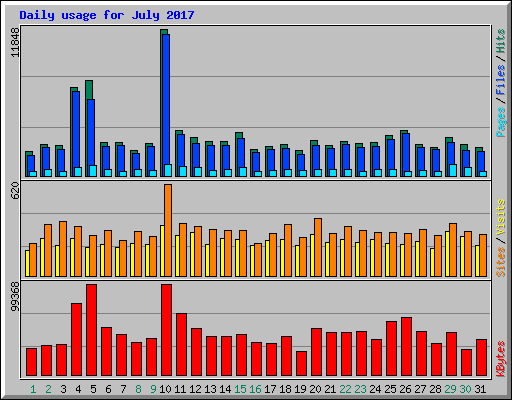 Daily usage for July 2017
11848
Pages / Files / Hits
620
Sites / Visits
99368
KBytes
1 2 3 4 5 6 7 8 9 10 11 12 13 14 15 16 17 18 19 20 21 22 23 24 25 26 27 28 29 30 31